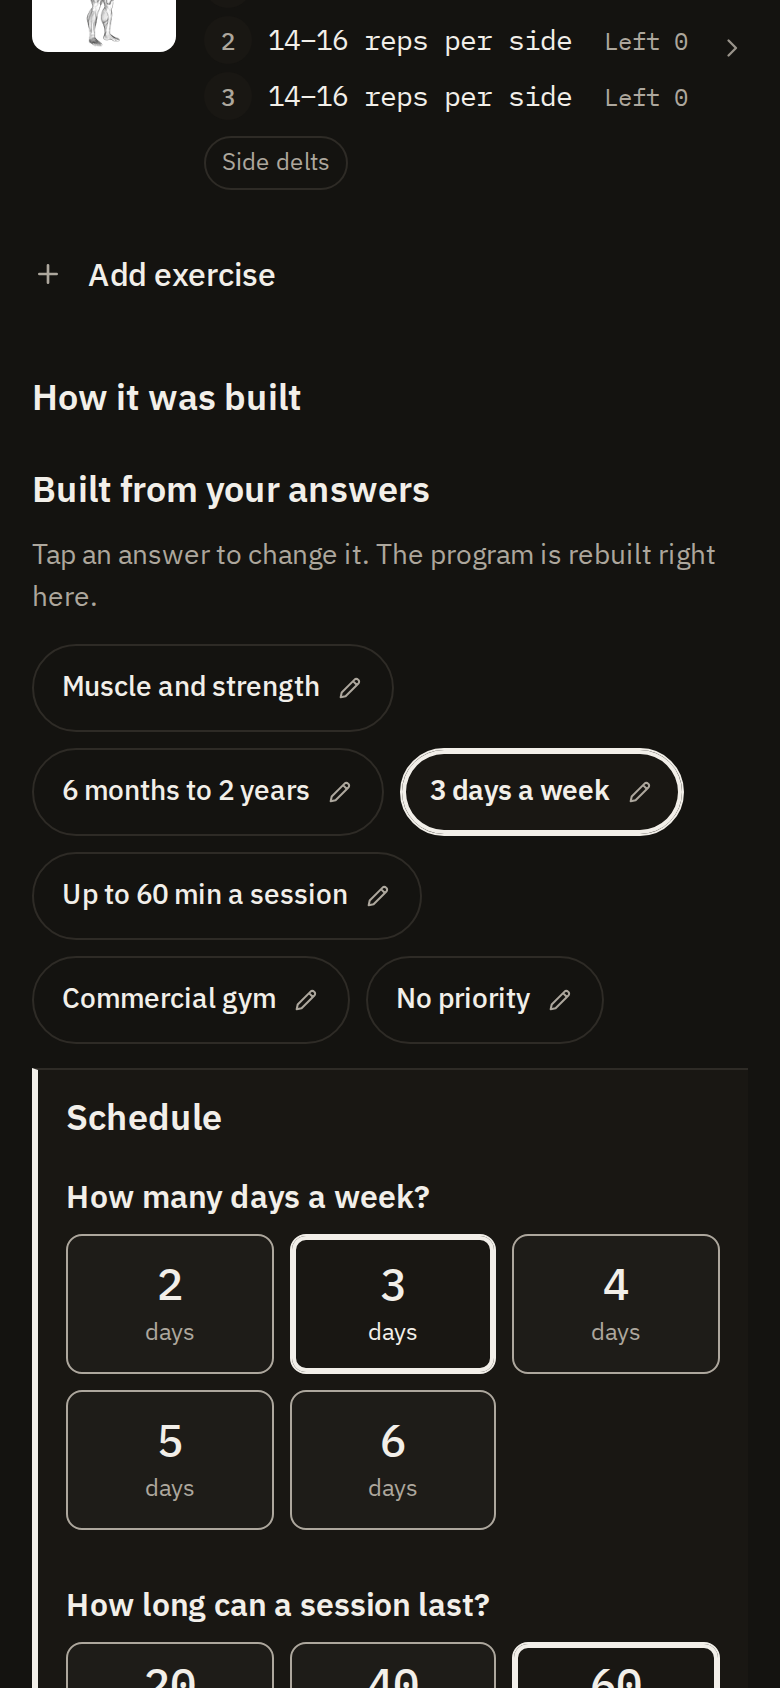 2 14–16 reps per side Left 0
3 14–16 reps per side Left 0
Side delts
Add exercise
How it was built
Built from your answers
Tap an answer to change it. The program is rebuilt right
here.
Muscle and strength
6 months to 2 years
3 days a week
Up to 60 min a session
Commercial gym
No priority
Schedule
How many days a week?
2
days
3
days
4
days
5
days
6
days
How long can a session last?
20
40
60